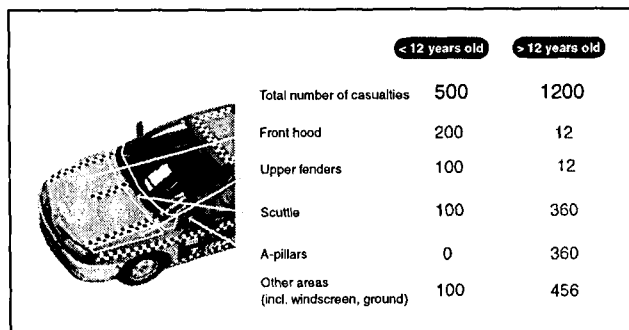 < 12 years old > 12 years old
Total number of casualties 500 1200
Front hood 200 12
Upper fenders 100 12
Scuttle 100 360
A-pillars 0 360
Other areas
(incl. windscreen, ground) 100 456